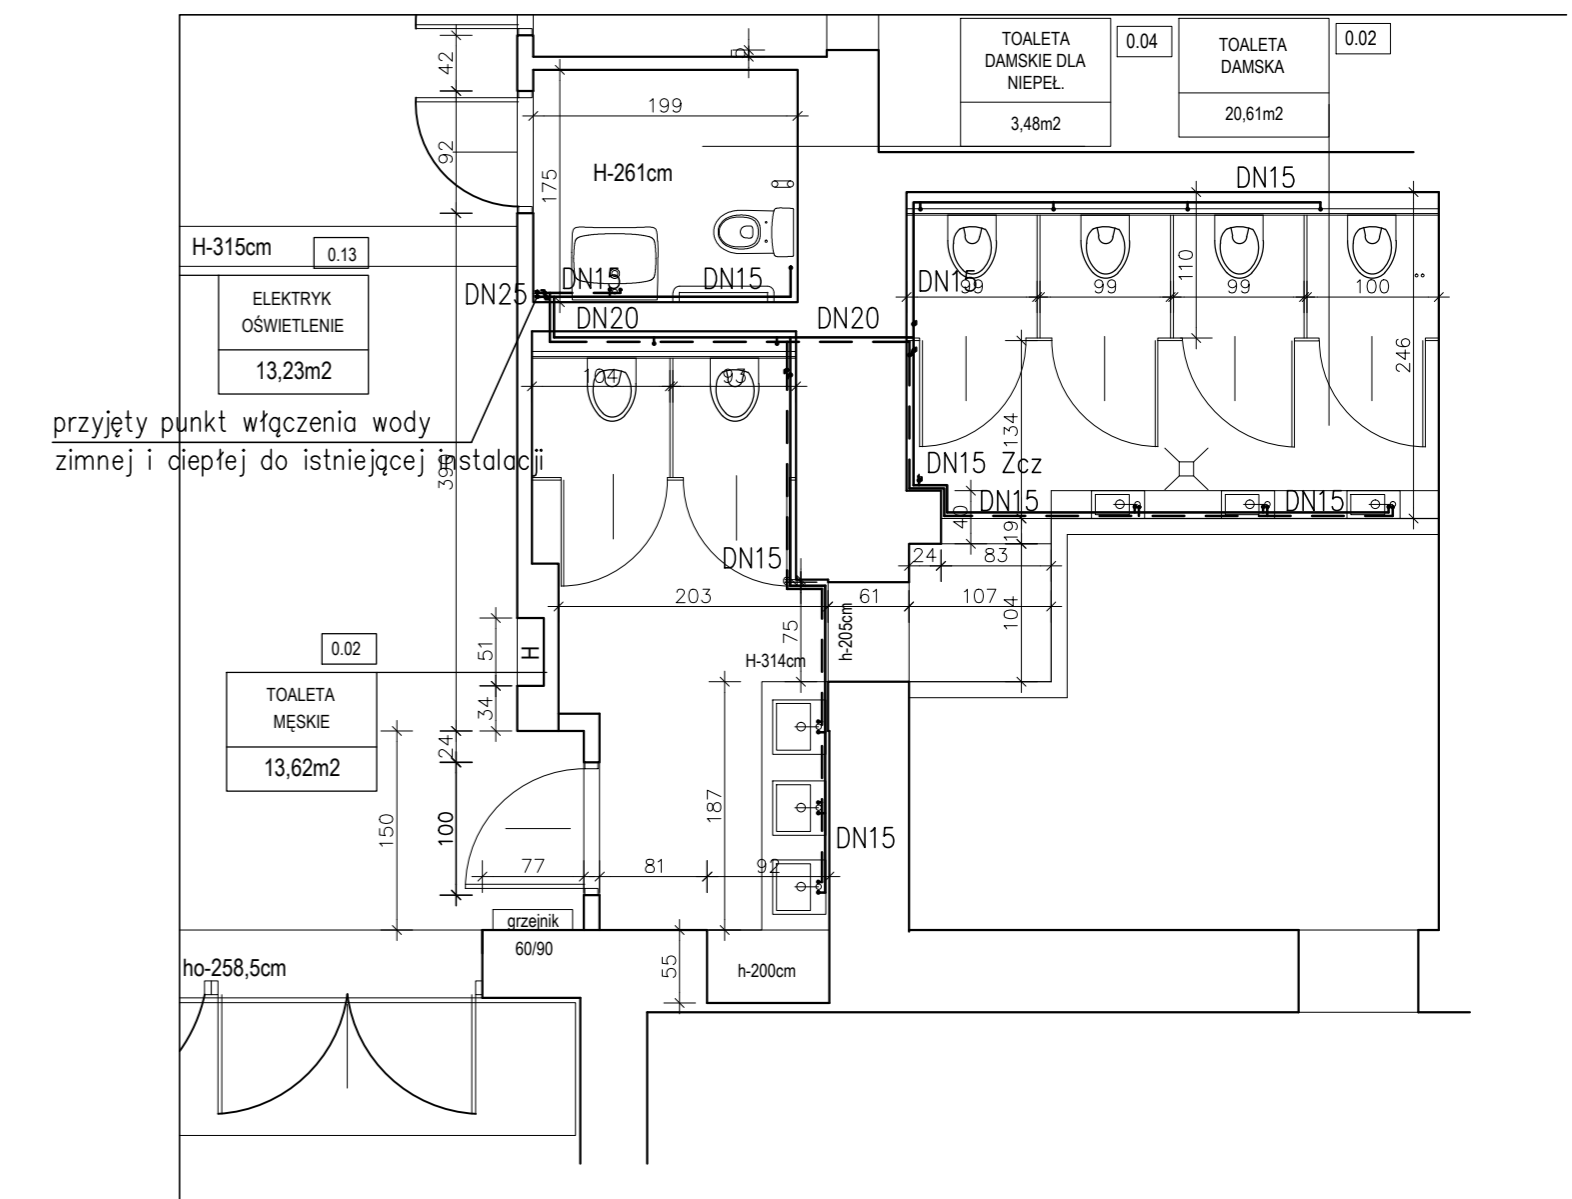 TOALETA
DAMSKIE DLA
NIEPEŁ.
3,48m2
0.04
TOALETA
DAMSKA
20,61m2
0.02
42
92
199
175
H-261cm
DN15
H-315cm
0.13
ELEKTRYK
OŚWIETLENIE
13,23m2
DN25
DN15
DN15
DN20
DN20
DN15
99
99
99
100
110
246
104
93
134
przyjęty punkt włączenia wody
zimnej i ciepłej do istniejącej instalacji
DN15 Zcz
DN15
DN15
40
19
24
83
DN15
203
61
107
104
75
h-205cm
H-314cm
51
H
34
0.02
TOALETA
MĘSKIE
13,62m2
24
150
100
187
77
81
92
DN15
grzejnik
60/90
55
h-200cm
ho-258,5cm